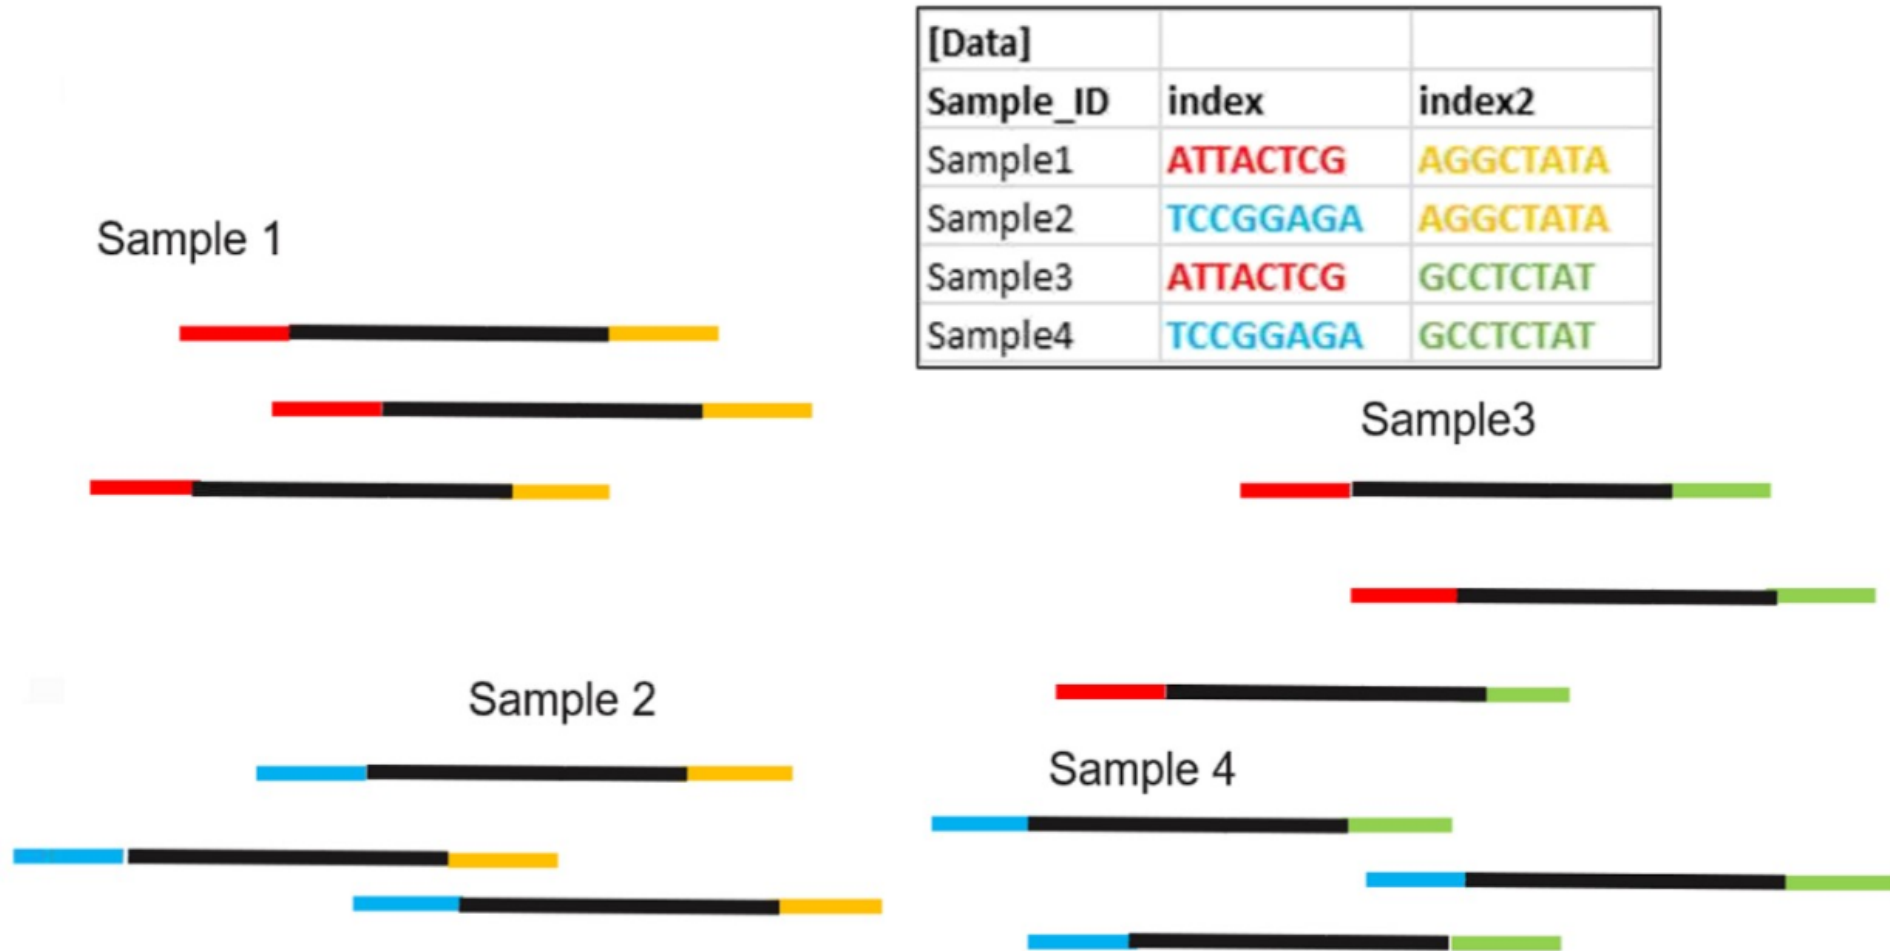 [Data]
Sample_ID index index2
Sample1 ATTACTCG AGGCTATA
Sample2 TCCGGAGA AGGCTATA
Sample3 ATTACTCG GCCTCTAT
Sample4 TCCGGAGA GCCTCTAT
Sample 1
Sample3
Sample 2
Sample 4